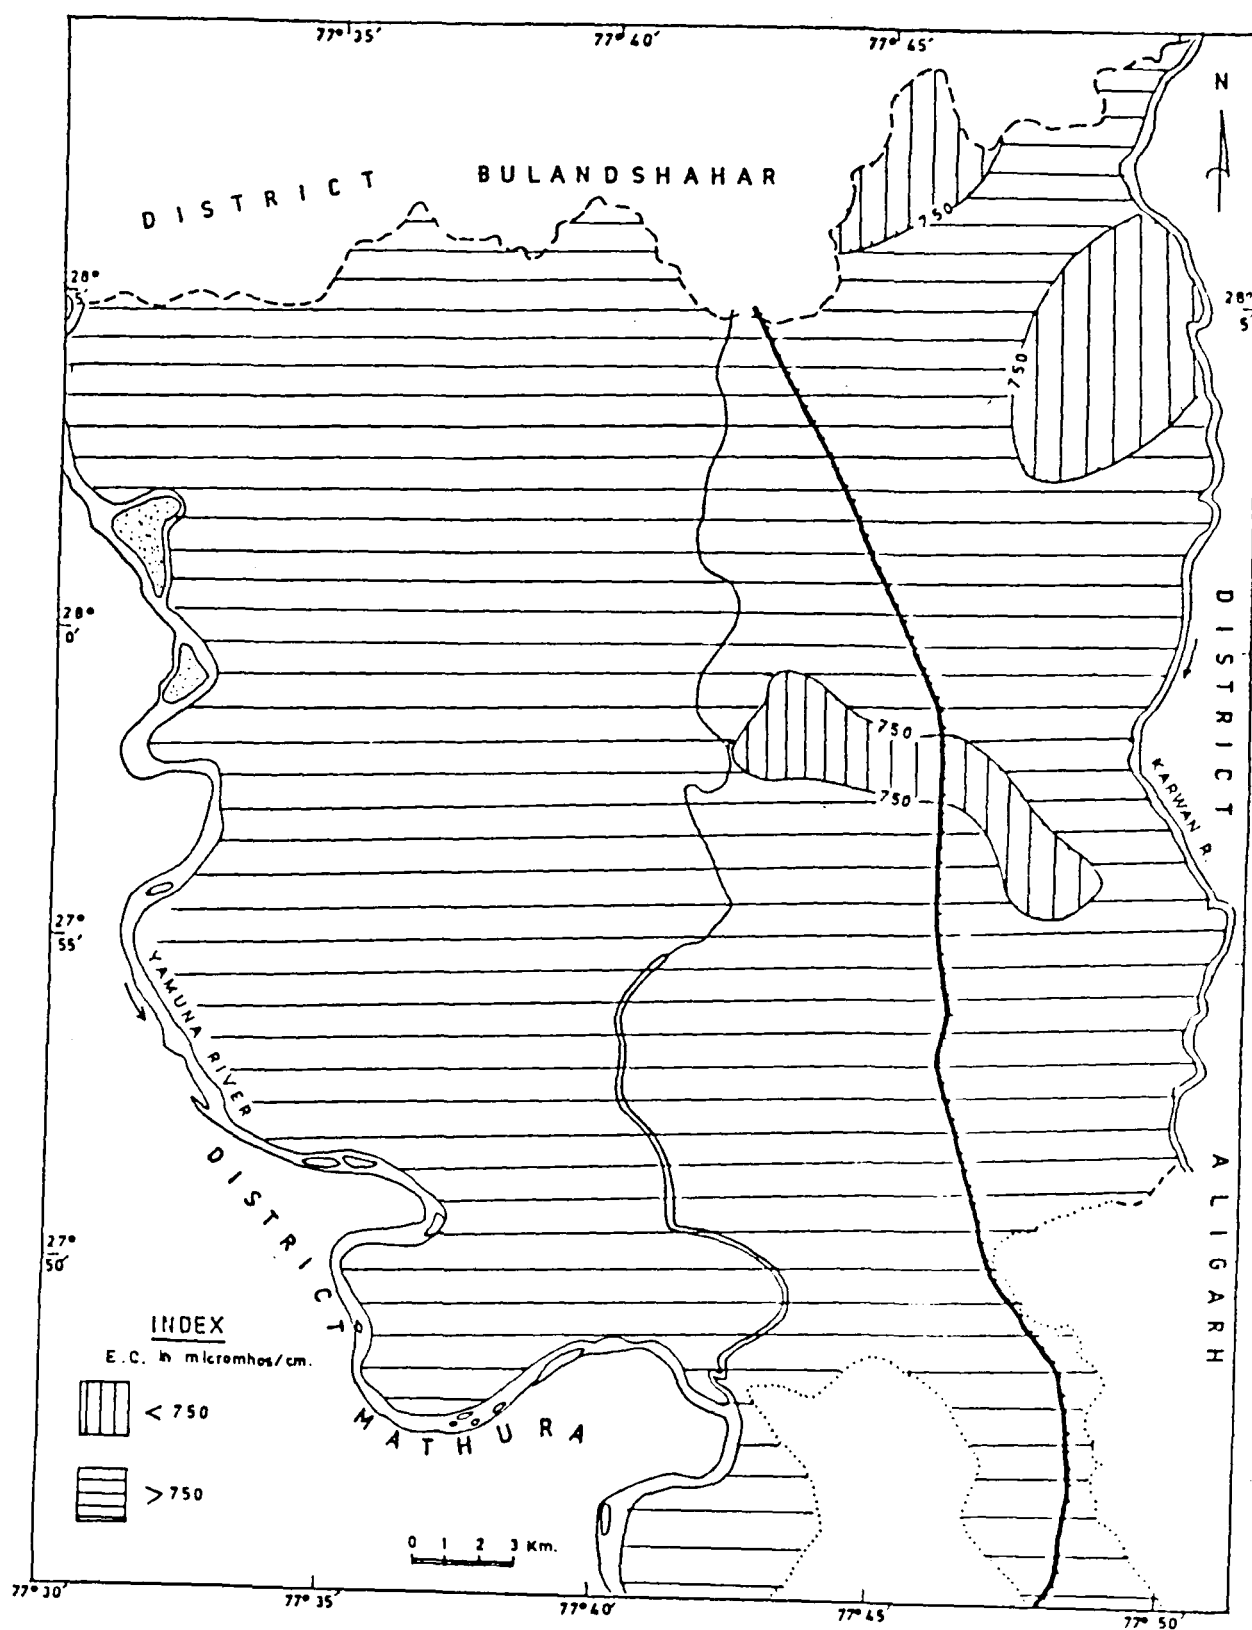 77° 35′ 77° 40′ 77° 45′
N
DISTRICT BULANDSHAHAR
750
28° 5′
28° 5′
750
28° 0′
DISTRICT
750
750
KARWAN R.
27° 55′
YAMUNA RIVER
DISTRICT
ALIGARH
27° 50′
INDEX
E.C. in micromhos/cm.
< 750
MATHURA
> 750
0 1 2 3 Km.
77° 30′ 77° 35′ 77° 40′ 77° 45′ 77° 50′